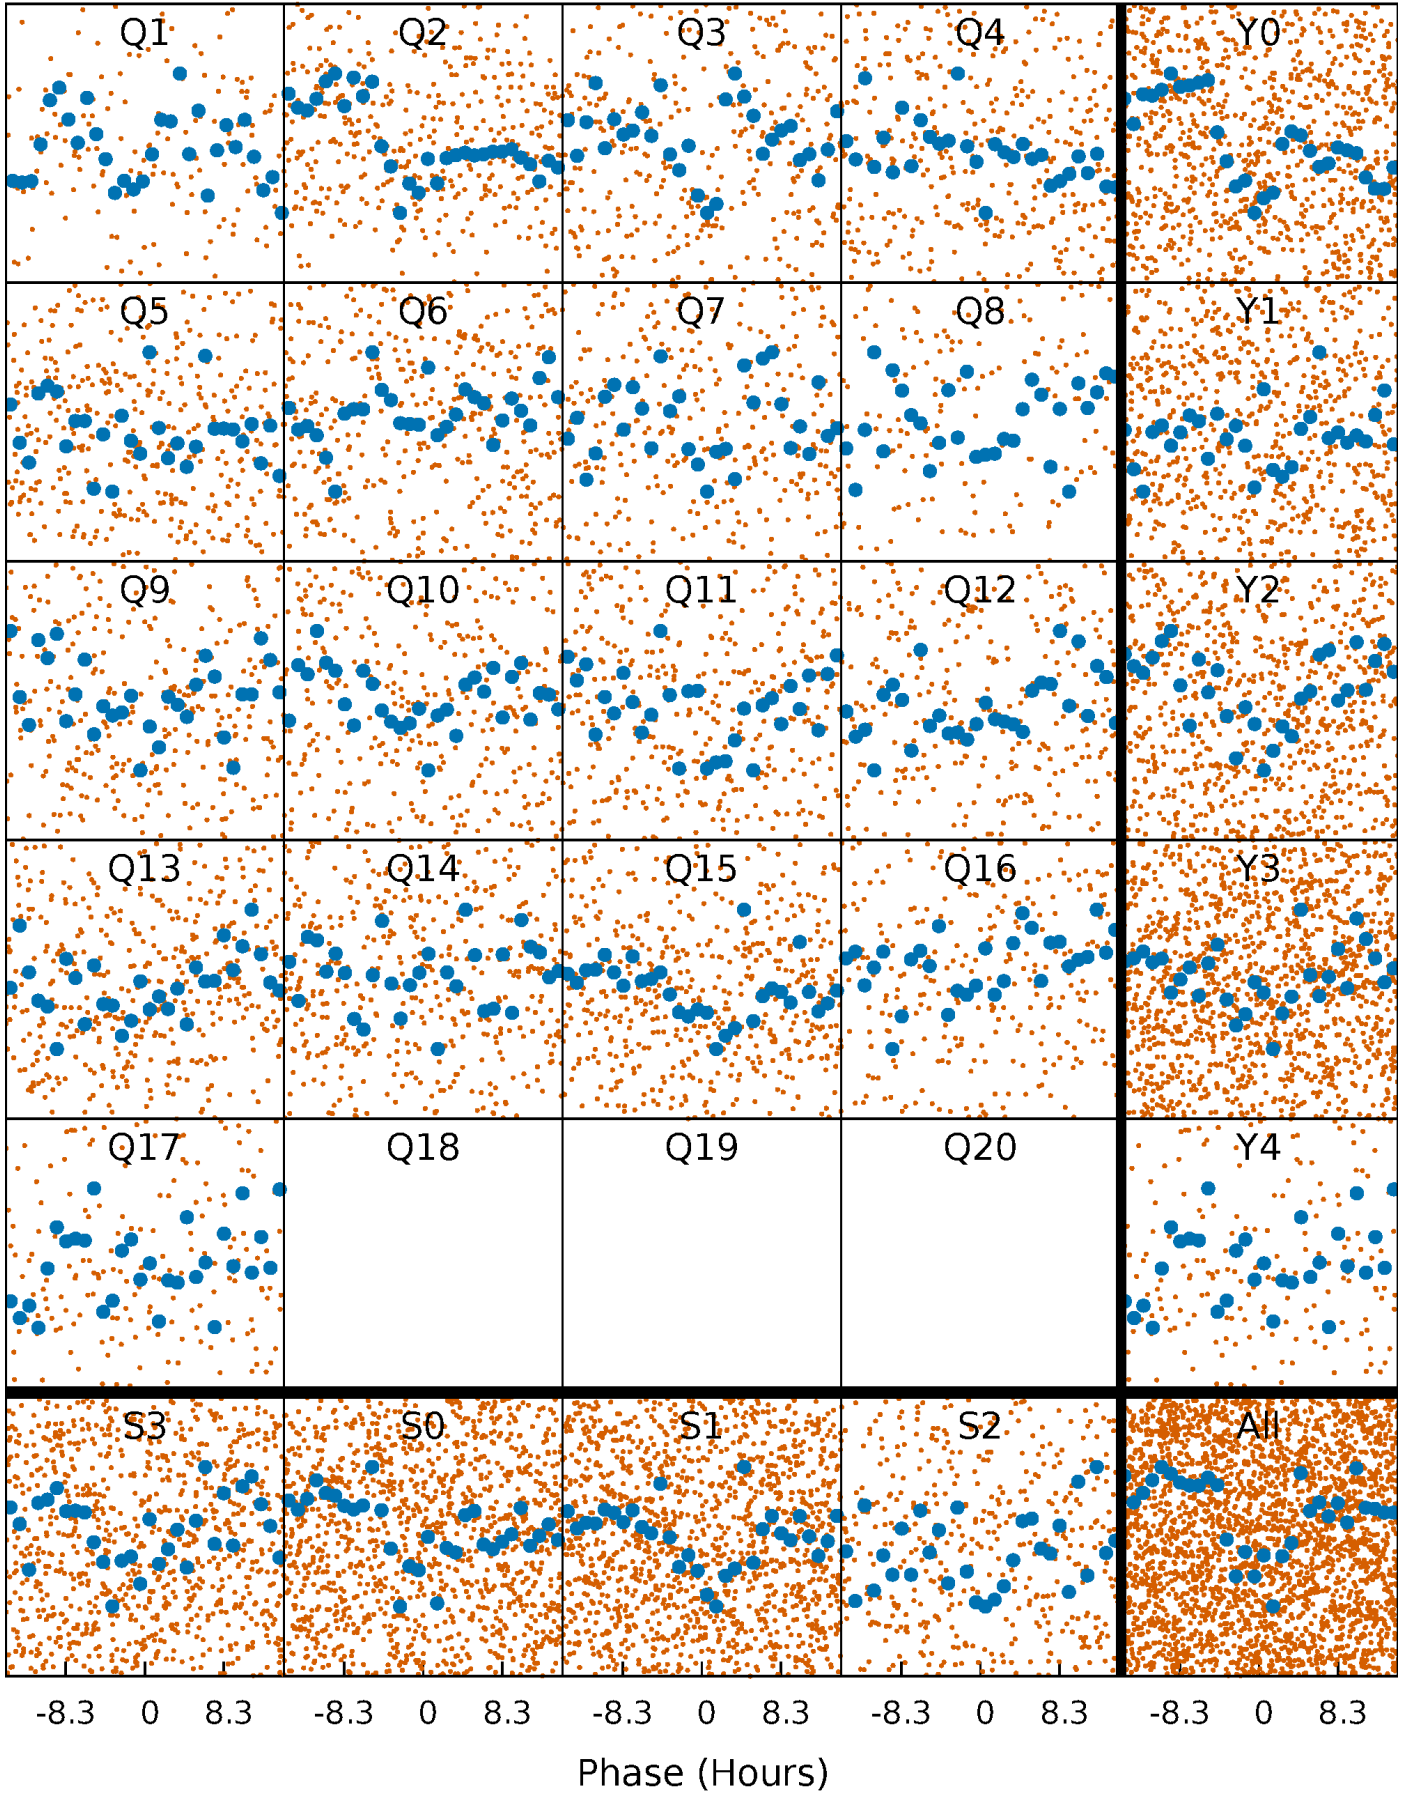 Q1 Q2 Q3 Q4 Y0
Q5 Q6 Q7 Q8 Y1
Q9 Q10 Q11 Q12 Y2
Q13 Q14 Q15 Q16 Y3
Q17 Q18 Q19 Q20 Y4
S3 S0 S1 S2 All
-8.3 0 8.3 -8.3 0 8.3 -8.3 0 8.3 -8.3 0 8.3 -8.3 0 8.3
Phase (Hours)